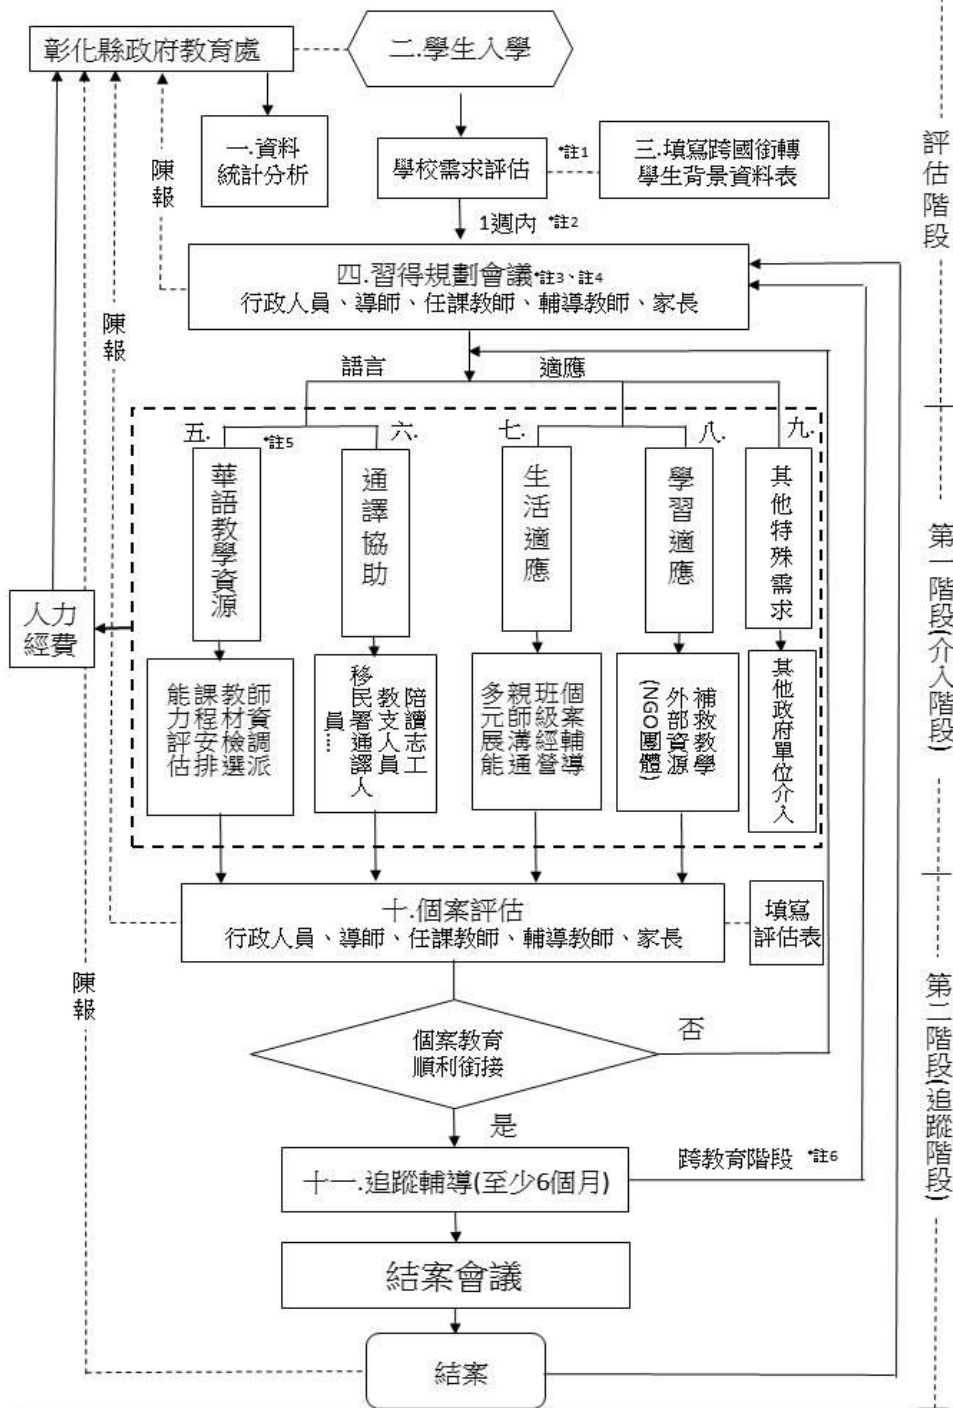 彰化縣政府教育處
二.學生入學
一.資料
統計分析
學校需求評估
*註1
三.填寫跨國銜轉
學生背景資料表
陳報
1週內 *註2
四.習得規劃會議*註3、註4
行政人員、導師、任課教師、輔導教師、家長
陳報
語言
適應
五.
*註5
六.
七.
八.
九.
華語教學資源
通譯協助
生活適應
學習適應
其他特殊需求
人力
經費
師資調派
教材檢選
課程安排
能力評估
陪讀志工
教支人員
移民署通譯人
員....
個案輔導
班級經營
親師溝通
多元展能
補救教學
外部資源
(NGO團體)
其他政府單位介入
十.個案評估
行政人員、導師、任課教師、輔導教師、家長
填寫
評估表
陳報
個案教育
順利銜接
否
是
十一.追蹤輔導(至少6個月)
跨教育階段 *註6
結案會議
結案
評估階段
第一階段(介入階段)
第二階段(追蹤階段)